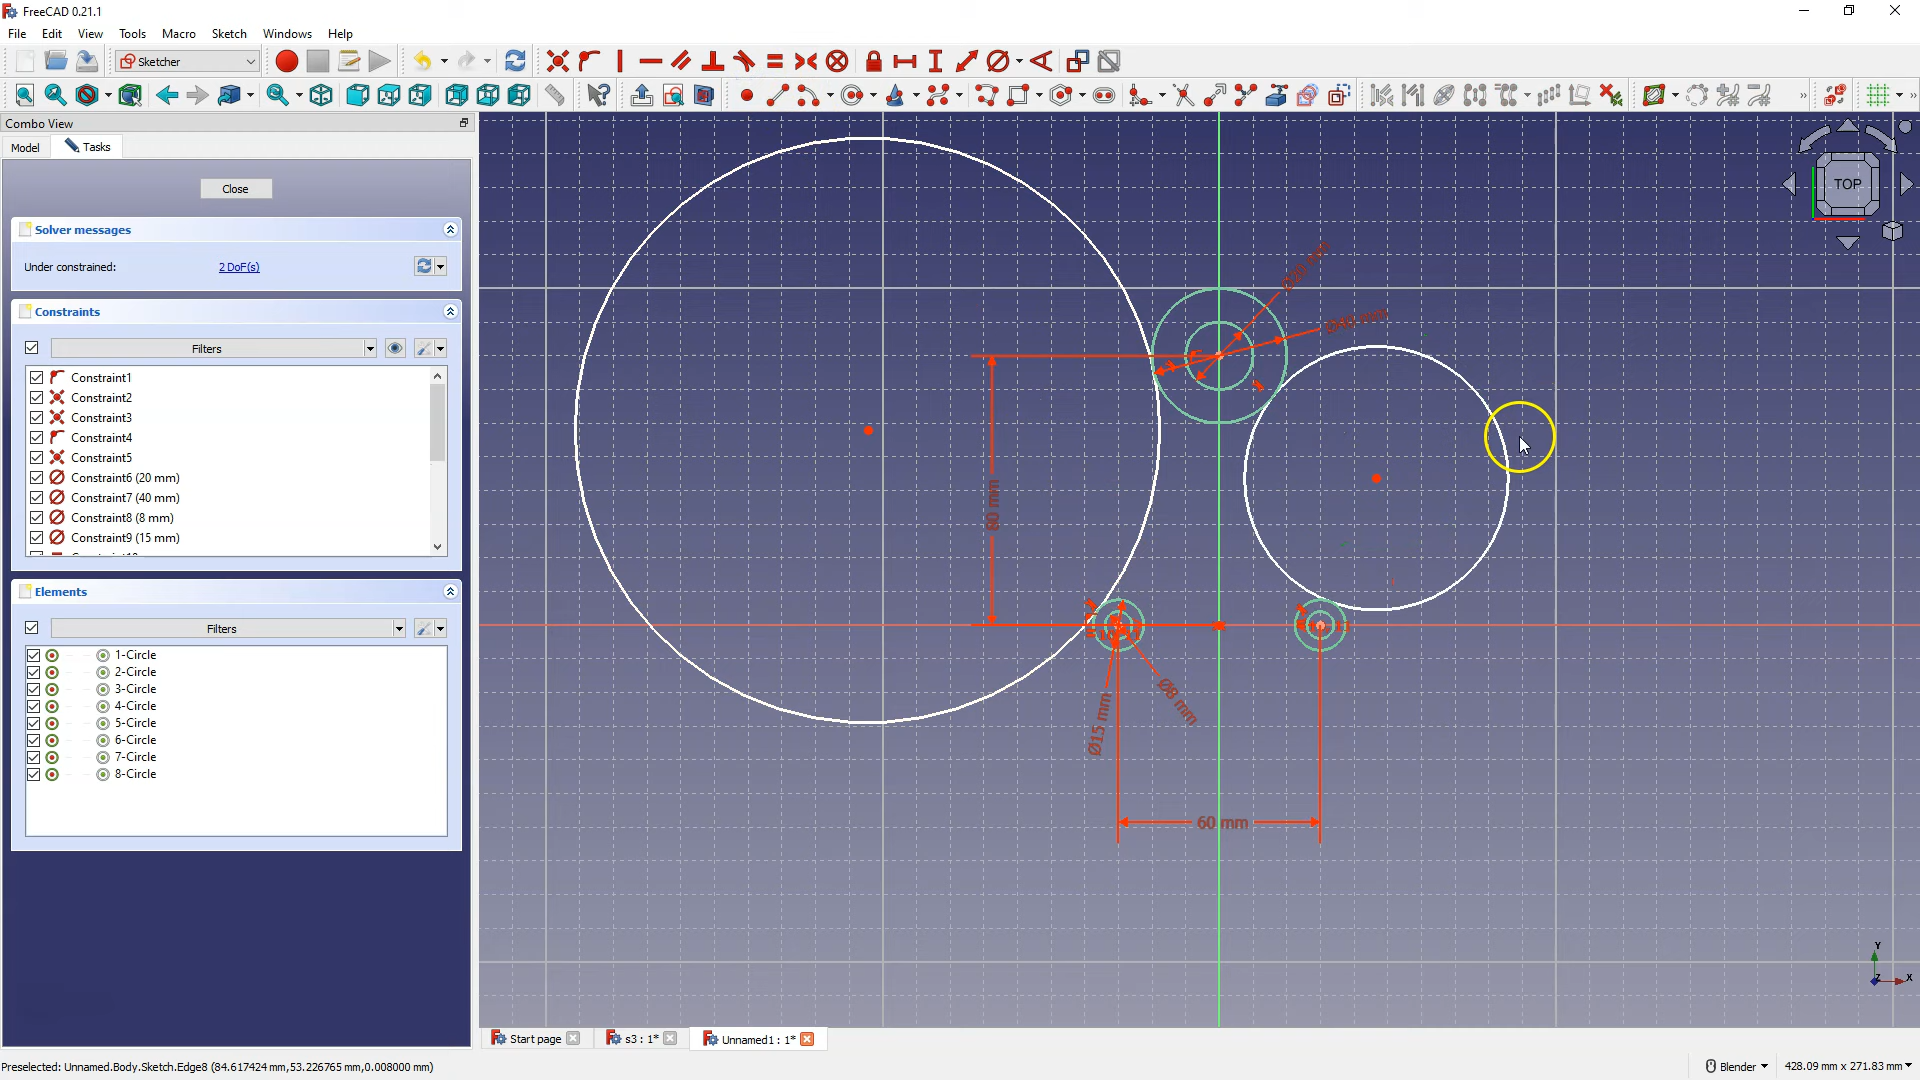 FreeCAD 0.21.1
File Edit View Tools Macro Sketch Windows Help
Sketcher
Combo View
Model Tasks
Close
Solver messages
Under constrained: 2 DoF(s)
Constraints
Filters
Constraint1
Constraint2
Constraint3
Constraint4
Constraint5
Constraint6 (20 mm)
Constraint7 (40 mm)
Constraint8 (8 mm)
Constraint9 (15 mm)
Elements
Filters
1-Circle
2-Circle
3-Circle
4-Circle
5-Circle
6-Circle
7-Circle
8-Circle
TOP
Ø20 mm
Ø40 mm
80 mm
Ø15 mm
Ø8 mm
60 mm
Y
Z
X
Start page
s3 : 1*
Unnamed1 : 1*
Preselected: Unnamed.Body.Sketch.Edge8 (84.617424 mm,53.226765 mm,0.008000 mm)
Blender
428.09 mm x 271.83 mm